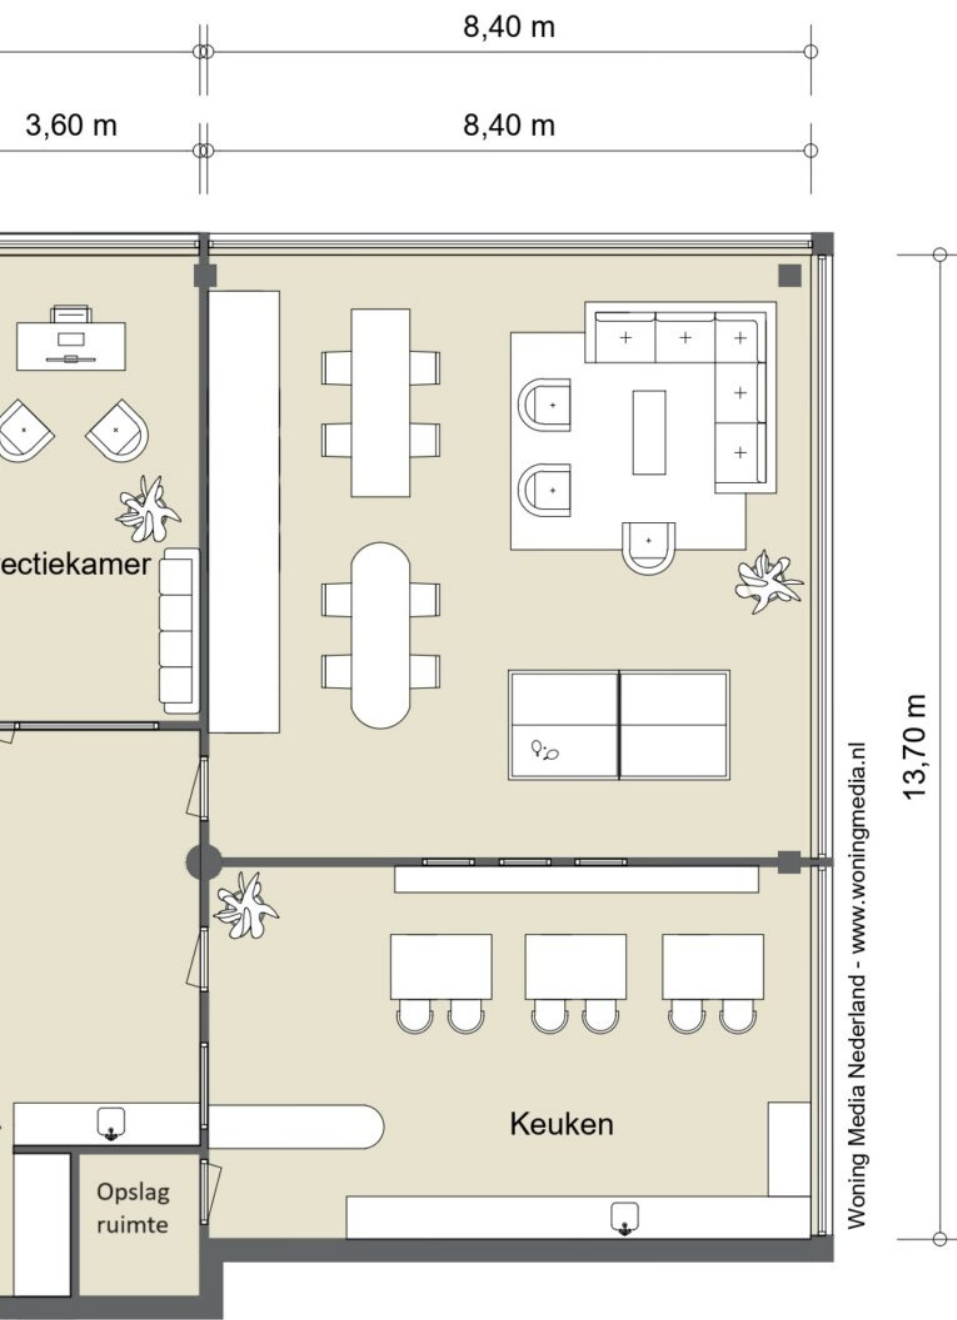 8,40 m
3,60 m
8,40 m
ectiekamer
13,70 m
Woning Media Nederland - www.woningmedia.nl
Keuken
Opslag
ruimte